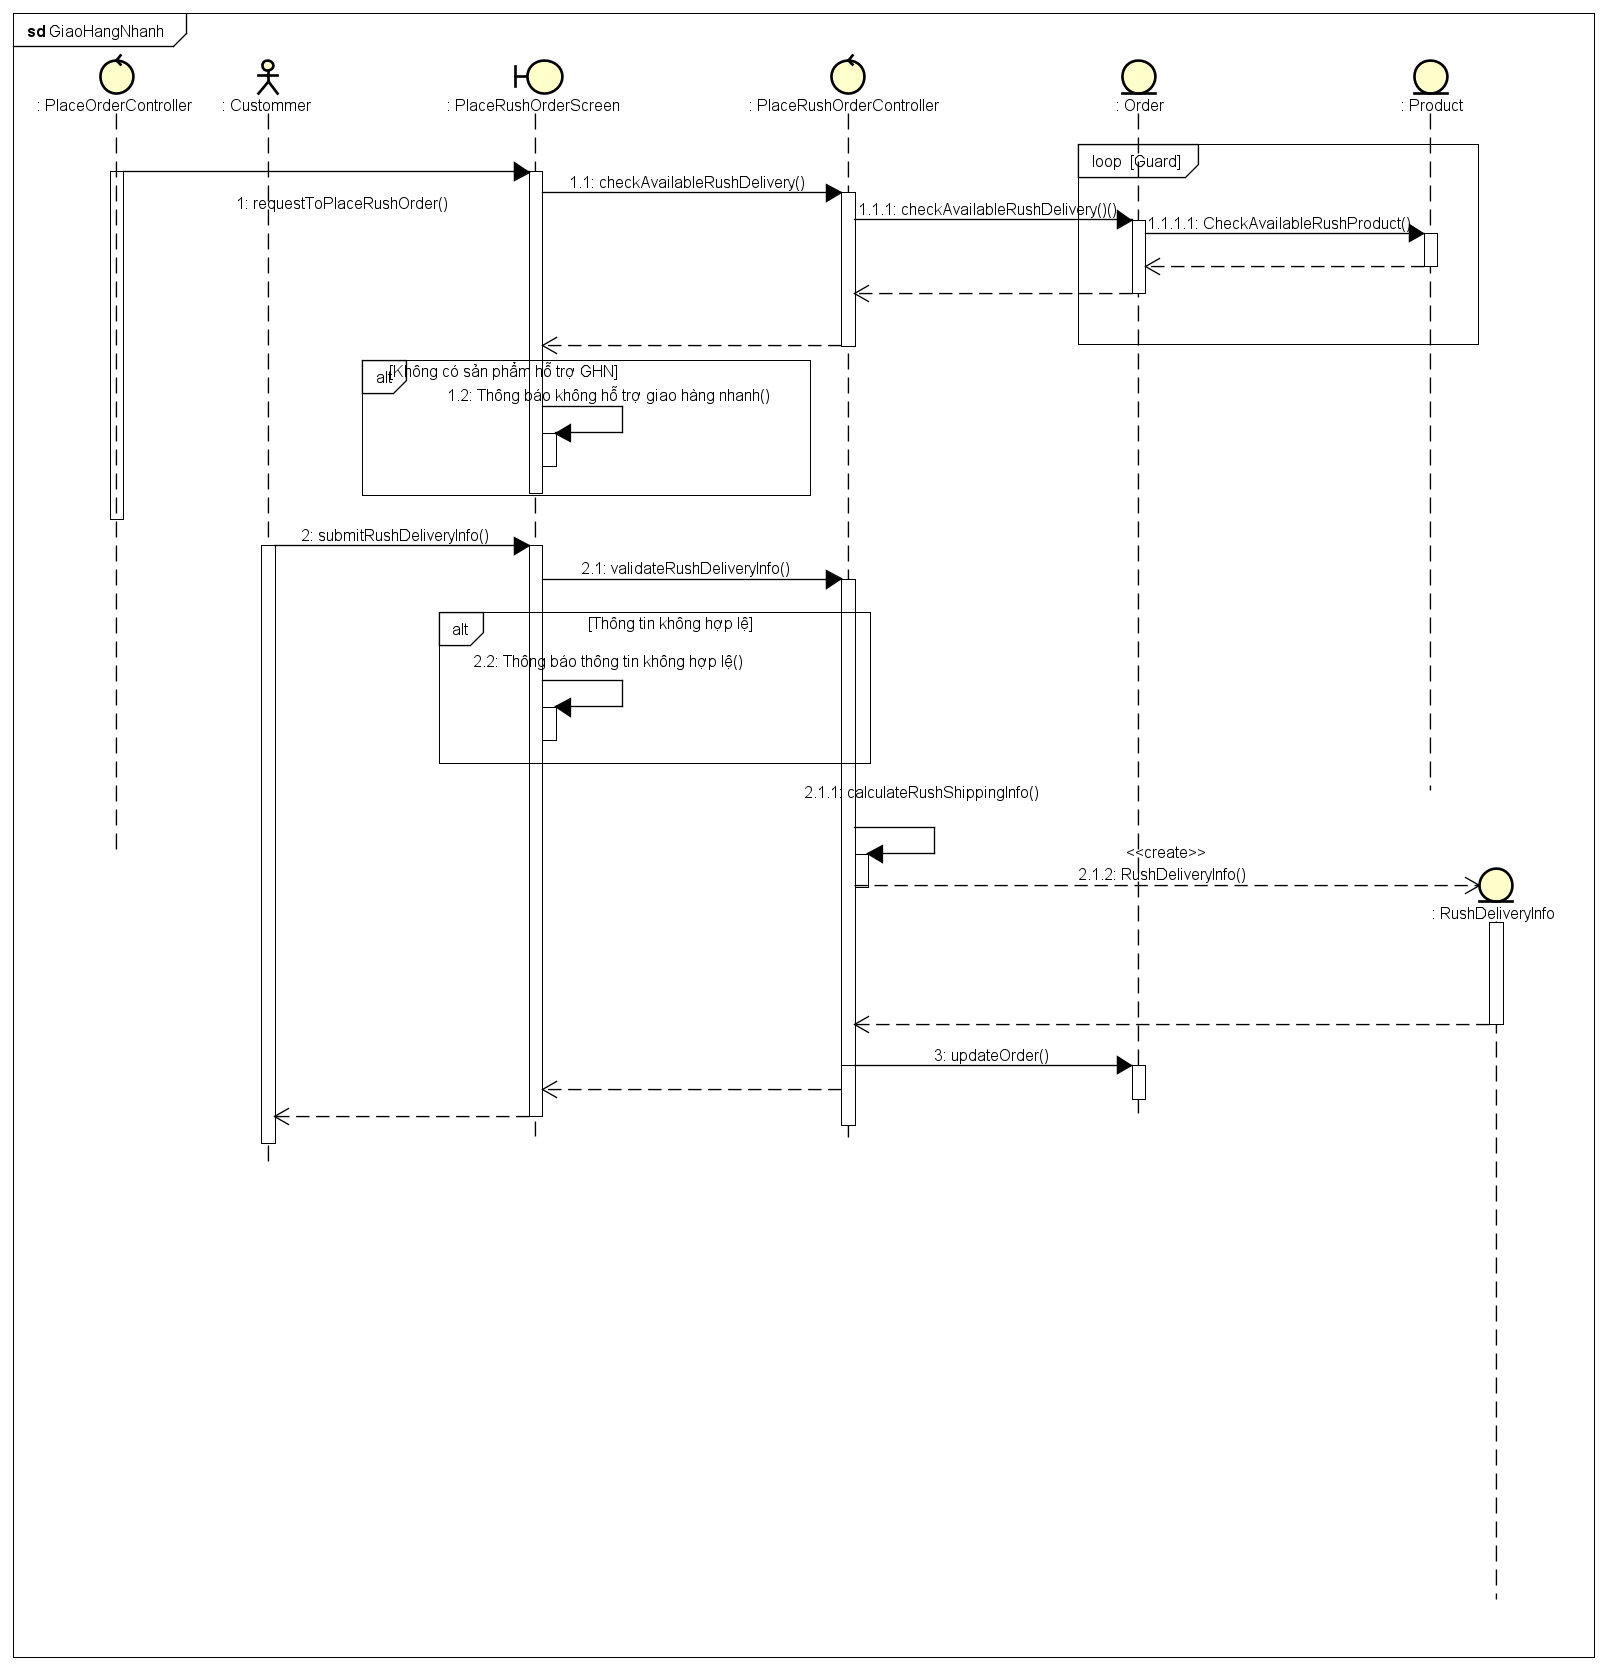 sd GiaoHangNhanh
: PlaceOrderController
: Custommer
: PlaceRushOrderScreen
: PlaceRushOrderController
: Order
: Product
loop [Guard]
1: requestToPlaceRushOrder()
1.1: checkAvailableRushDelivery()
1.1.1: checkAvailableRushDelivery()()
1.1.1.1: CheckAvailableRushProduct()
alt
[Không có sản phẩm hỗ trợ GHN]
1.2: Thông báo không hỗ trợ giao hàng nhanh()
2: submitRushDeliveryInfo()
2.1: validateRushDeliveryInfo()
alt
[Thông tin không hợp lệ]
2.2: Thông báo thông tin không hợp lệ()
2.1.1: calculateRushShippingInfo()
<<create>>
2.1.2: RushDeliveryInfo()
: RushDeliveryInfo
3: updateOrder()